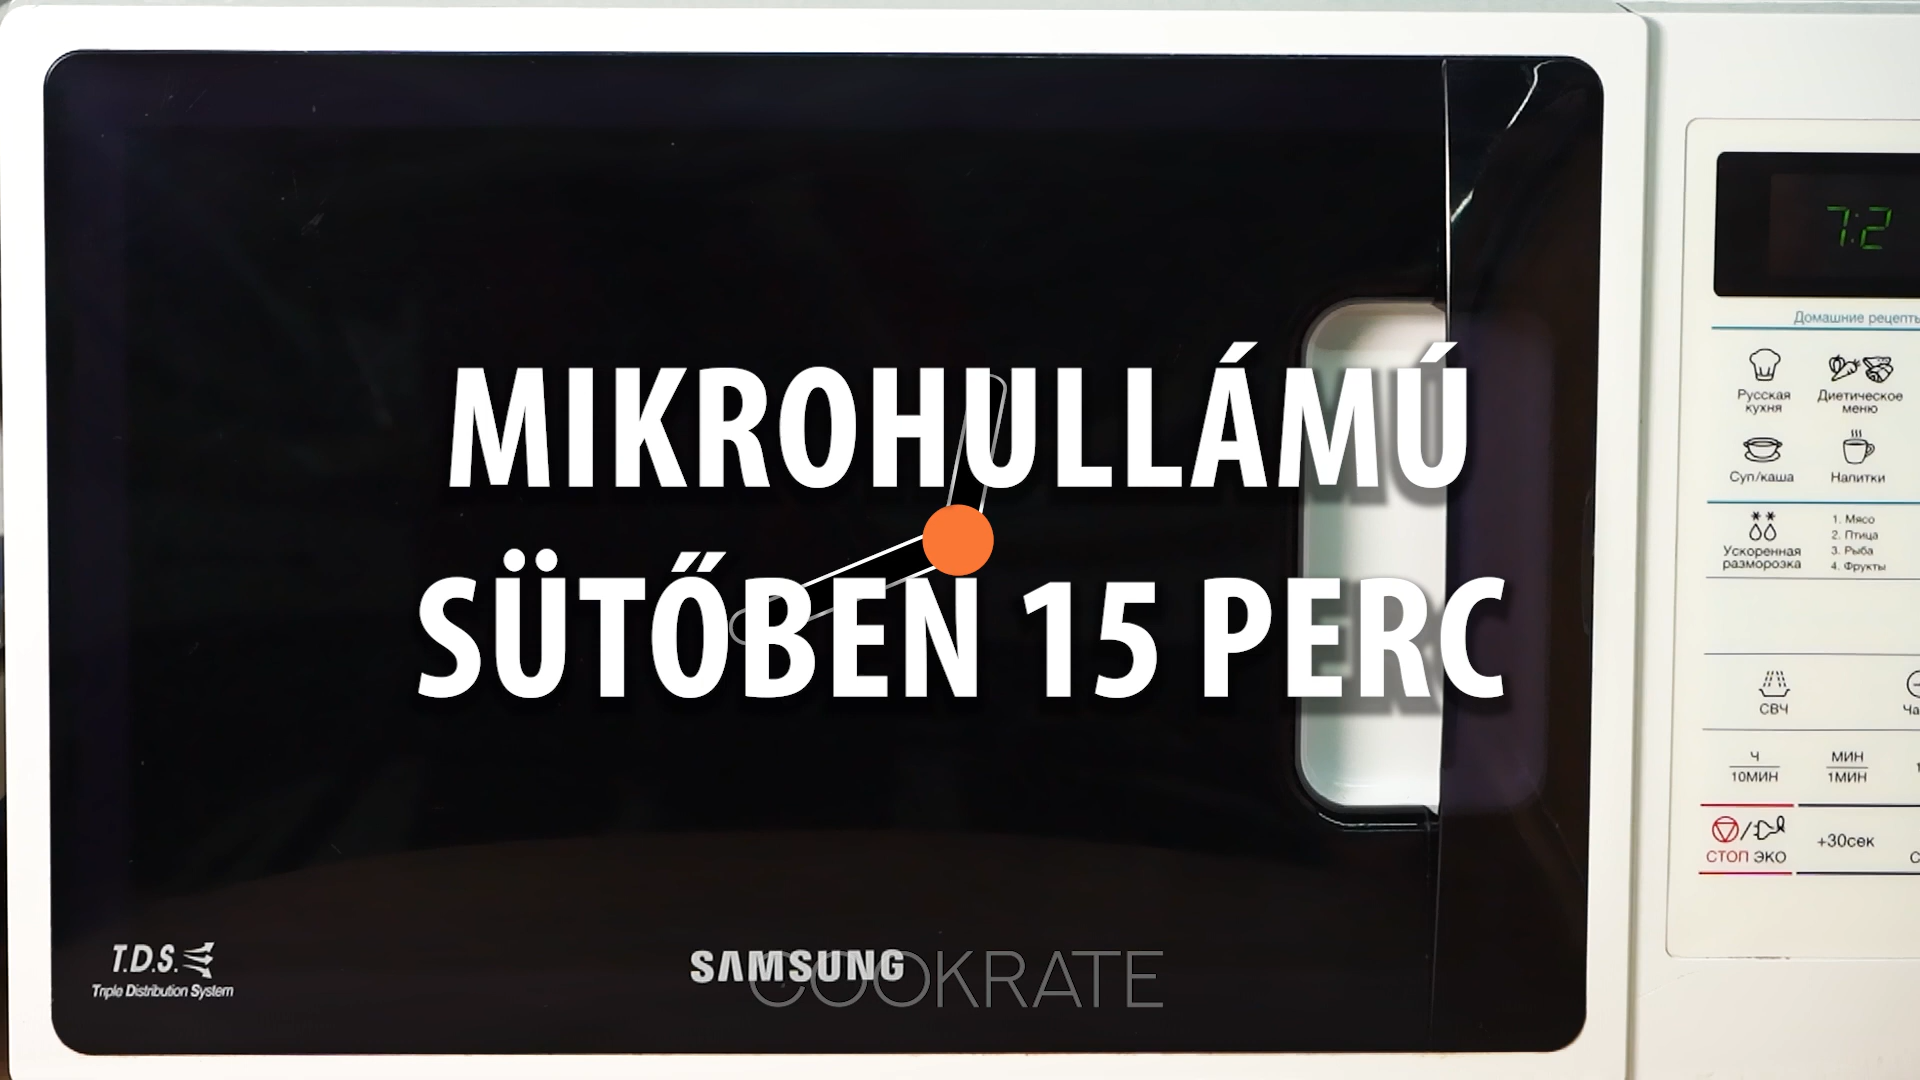 MIKROHULLÁMÚ
SÜTŐBEN 15 PERC
T.D.S.
Triple Distribution System
SAMSUNG
COOKRATE
7:2
Домашние рецепты
Русская
кухня
Диетическое
меню
Суп/каша
Напитки
Ускоренная
разморозка
1. Мясо
2. Птица
3. Рыба
4. Фрукты
СВЧ
Ч
10МИН
МИН
1МИН
СТОП ЭКО
+30сек